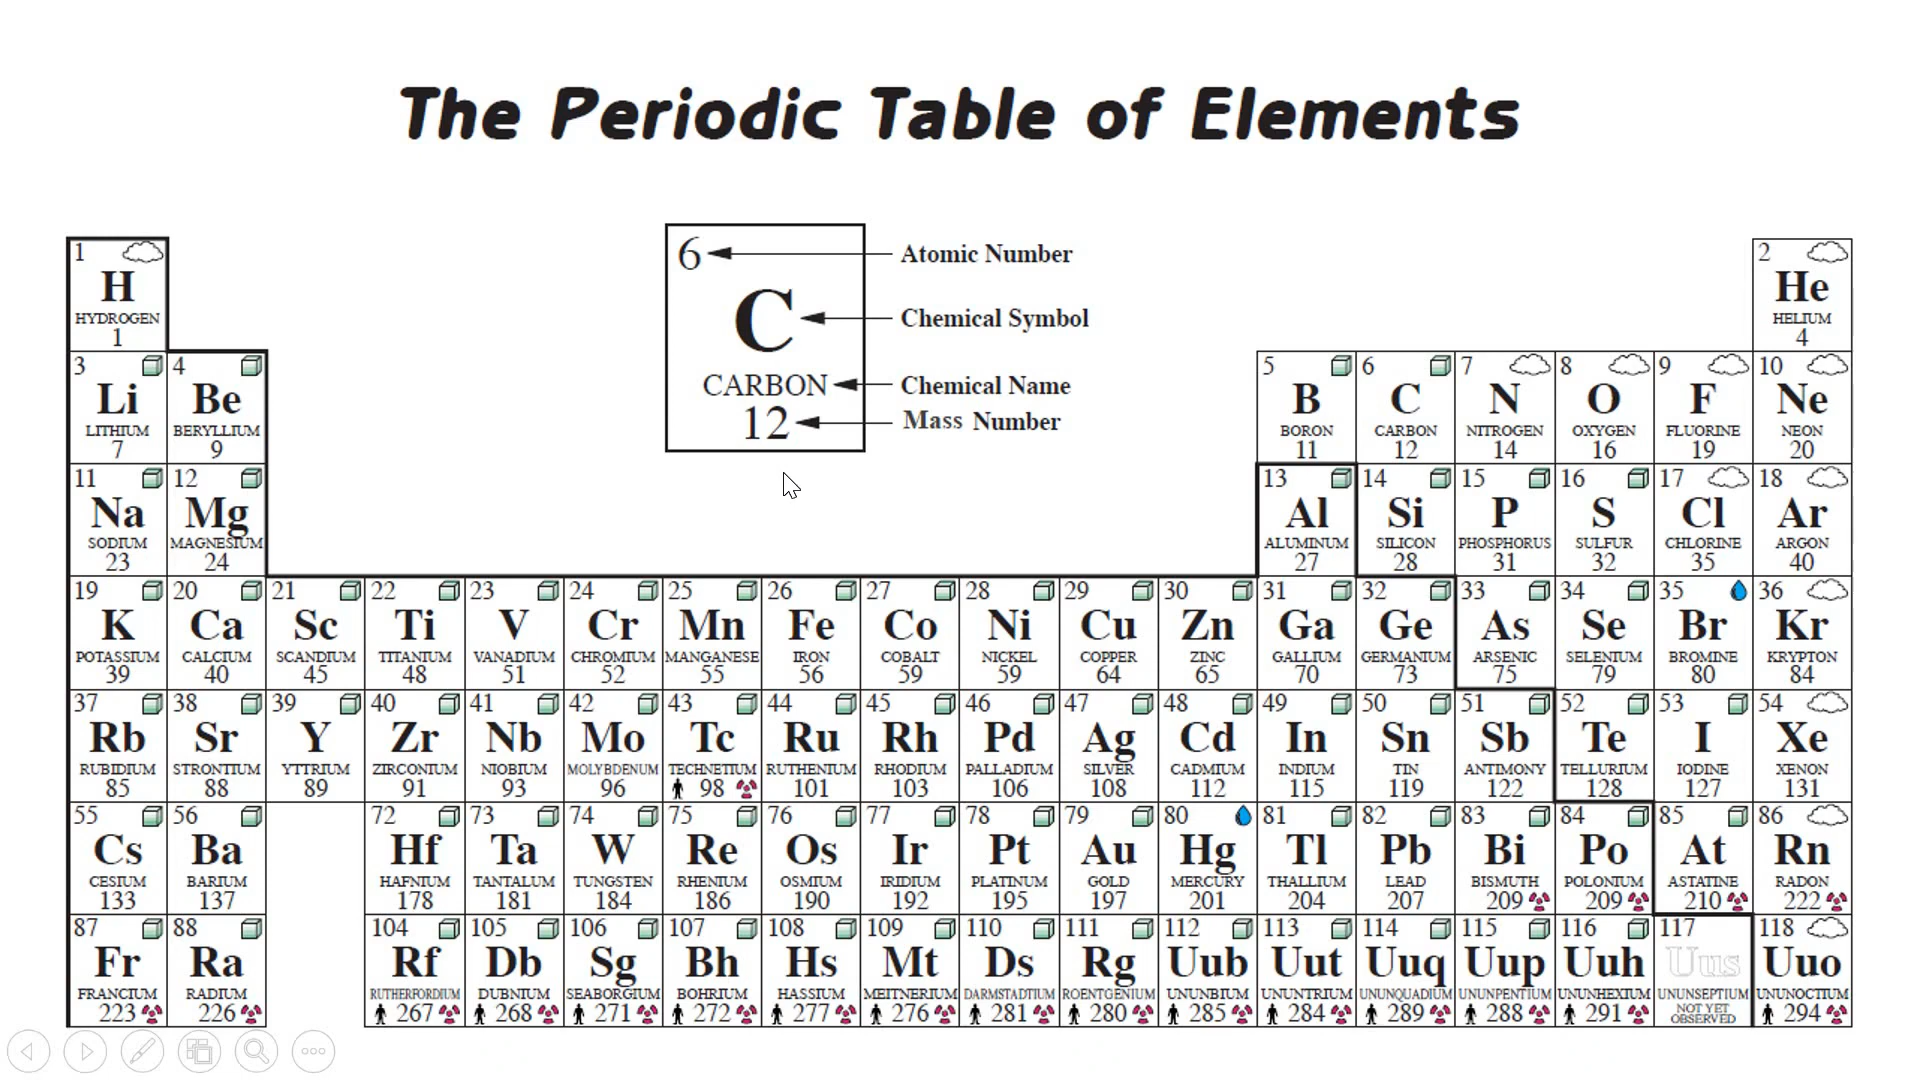 The Periodic Table of Elements
6 Atomic Number
C Chemical Symbol
CARBON Chemical Name
12 Mass Number
1 2
H He
HYDROGEN HELIUM
1 4
3 4 5 6 7 8 9 10
Li Be B C N O F Ne
LITHIUM BERYLLIUM BORON CARBON NITROGEN OXYGEN FLUORINE NEON
7 9 11 12 14 16 19 20
11 12 13 14 15 16 17 18
Na Mg Al Si P S Cl Ar
SODIUM MAGNESIUM ALUMINUM SILICON PHOSPHORUS SULFUR CHLORINE ARGON
23 24 27 28 31 32 35 40
19 20 21 22 23 24 25 26 27 28 29 30 31 32 33 34 35 36
K Ca Sc Ti V Cr Mn Fe Co Ni Cu Zn Ga Ge As Se Br Kr
POTASSIUM CALCIUM SCANDIUM TITANIUM VANADIUM CHROMIUM MANGANESE IRON COBALT NICKEL COPPER ZINC GALLIUM GERMANIUM ARSENIC SELENIUM BROMINE KRYPTON
39 40 45 48 51 52 55 56 59 59 64 65 70 73 75 79 80 84
37 38 39 40 41 42 43 44 45 46 47 48 49 50 51 52 53 54
Rb Sr Y Zr Nb Mo Tc Ru Rh Pd Ag Cd In Sn Sb Te I Xe
RUBIDIUM STRONTIUM YTTRIUM ZIRCONIUM NIOBIUM MOLYBDENUM TECHNETIUM RUTHENIUM RHODIUM PALLADIUM SILVER CADMIUM INDIUM TIN ANTIMONY TELLURIUM IODINE XENON
85 88 89 91 93 96 98 101 103 106 108 112 115 119 122 128 127 131
55 56 72 73 74 75 76 77 78 79 80 81 82 83 84 85 86
Cs Ba Hf Ta W Re Os Ir Pt Au Hg Tl Pb Bi Po At Rn
CESIUM BARIUM HAFNIUM TANTALUM TUNGSTEN RHENIUM OSMIUM IRIDIUM PLATINUM GOLD MERCURY THALLIUM LEAD BISMUTH POLONIUM ASTATINE RADON
133 137 178 181 184 186 190 192 195 197 201 204 207 209 209 210 222
87 88 104 105 106 107 108 109 110 111 112 113 114 115 116 117 118
Fr Ra Rf Db Sg Bh Hs Mt Ds Rg Uub Uut Uuq Uup Uuh Uus Uuo
FRANCIUM RADIUM RUTHERFORDIUM DUBNIUM SEABORGIUM BOHRIUM HASSIUM MEITNERIUM DARMSTADTIUM ROENTGENIUM UNUNBIUM UNUNTRIUM UNUNQUADIUM UNUNPENTIUM UNUNHEXIUM UNUNSEPTIUM UNUNOCTIUM
223 226 267 268 271 272 277 276 281 280 285 284 289 288 291 NOT YET 294
OBSERVED